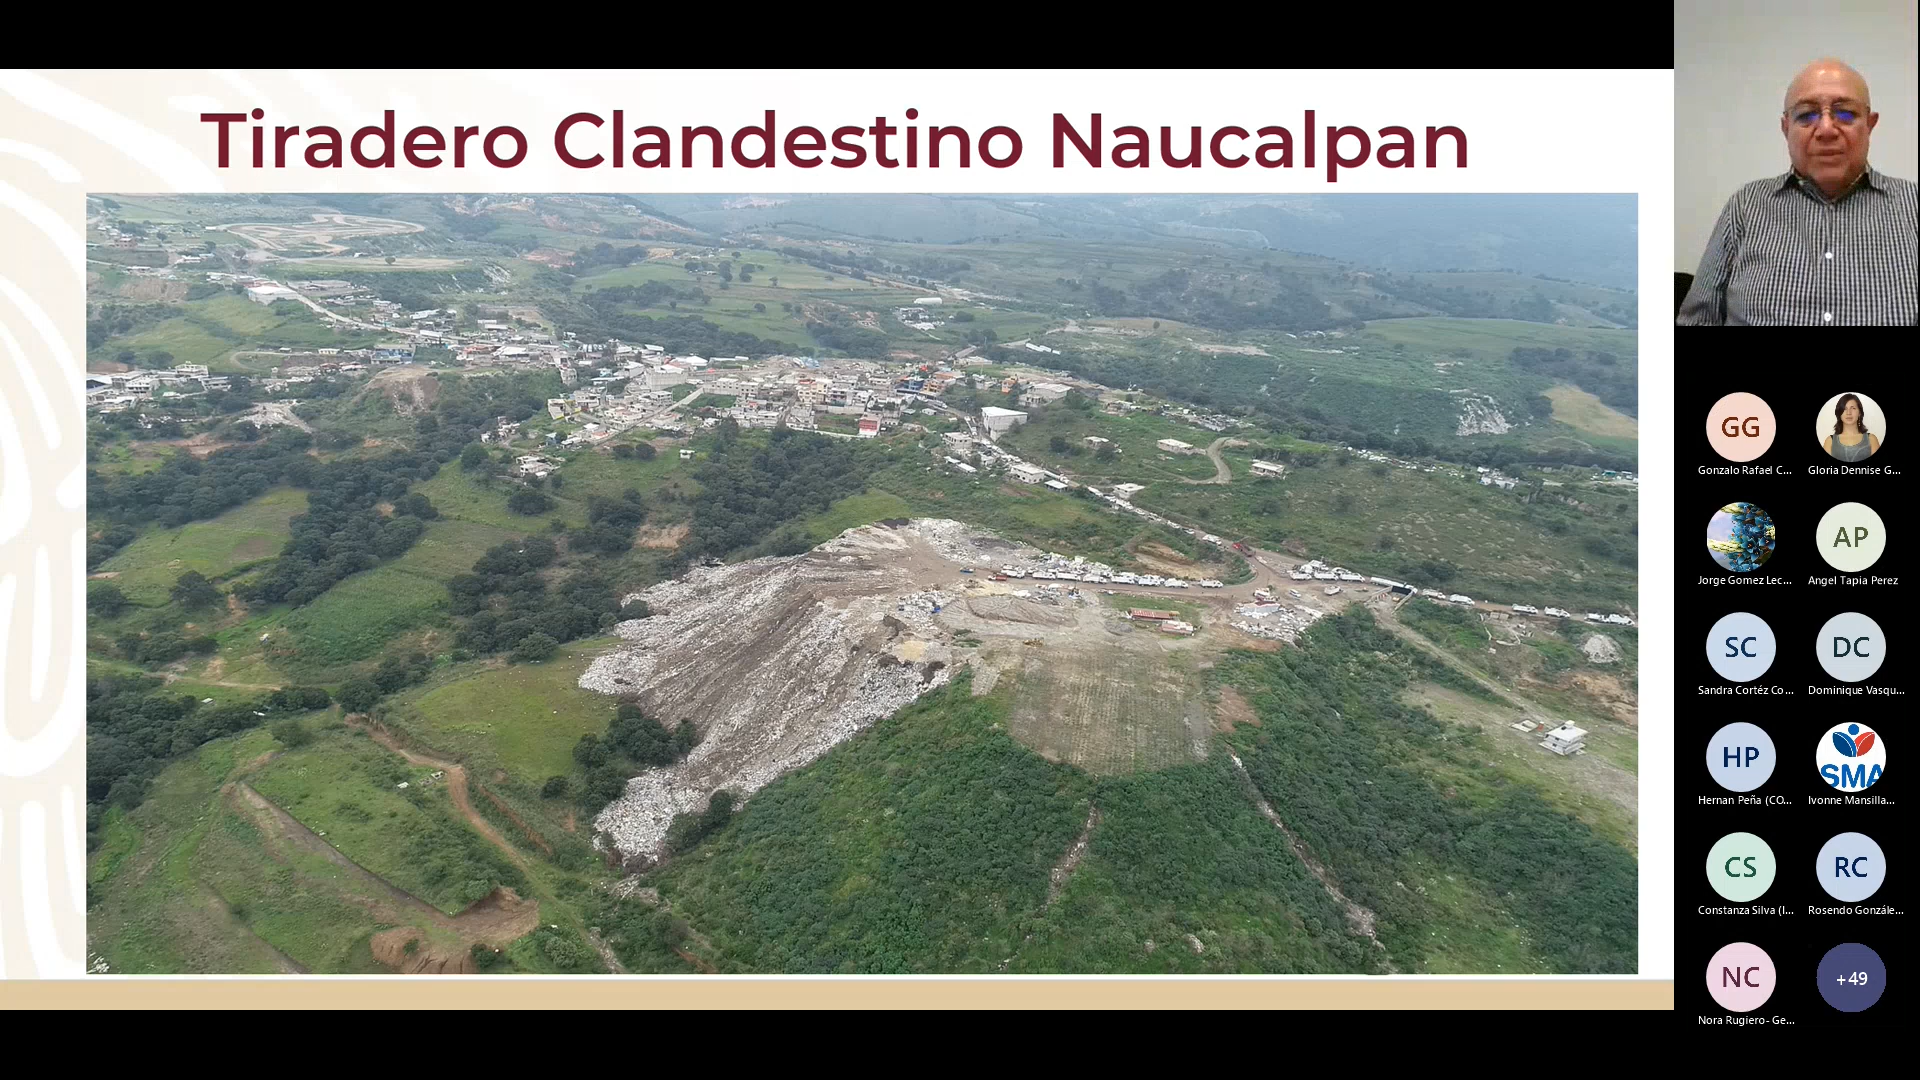 Tiradero Clandestino Naucalpan
GG
Gonzalo Rafael C...
Gloria Dennise G...
Jorge Gomez Lec...
AP
Angel Tapia Perez
SC
Sandra Cortéz Co...
DC
Dominique Vasqu...
HP
Hernan Peña (CO...
SMA
Ivonne Mansilla...
CS
Constanza Silva (I...
RC
Rosendo Gonzále...
NC
Nora Rugiero- Ge...
+49